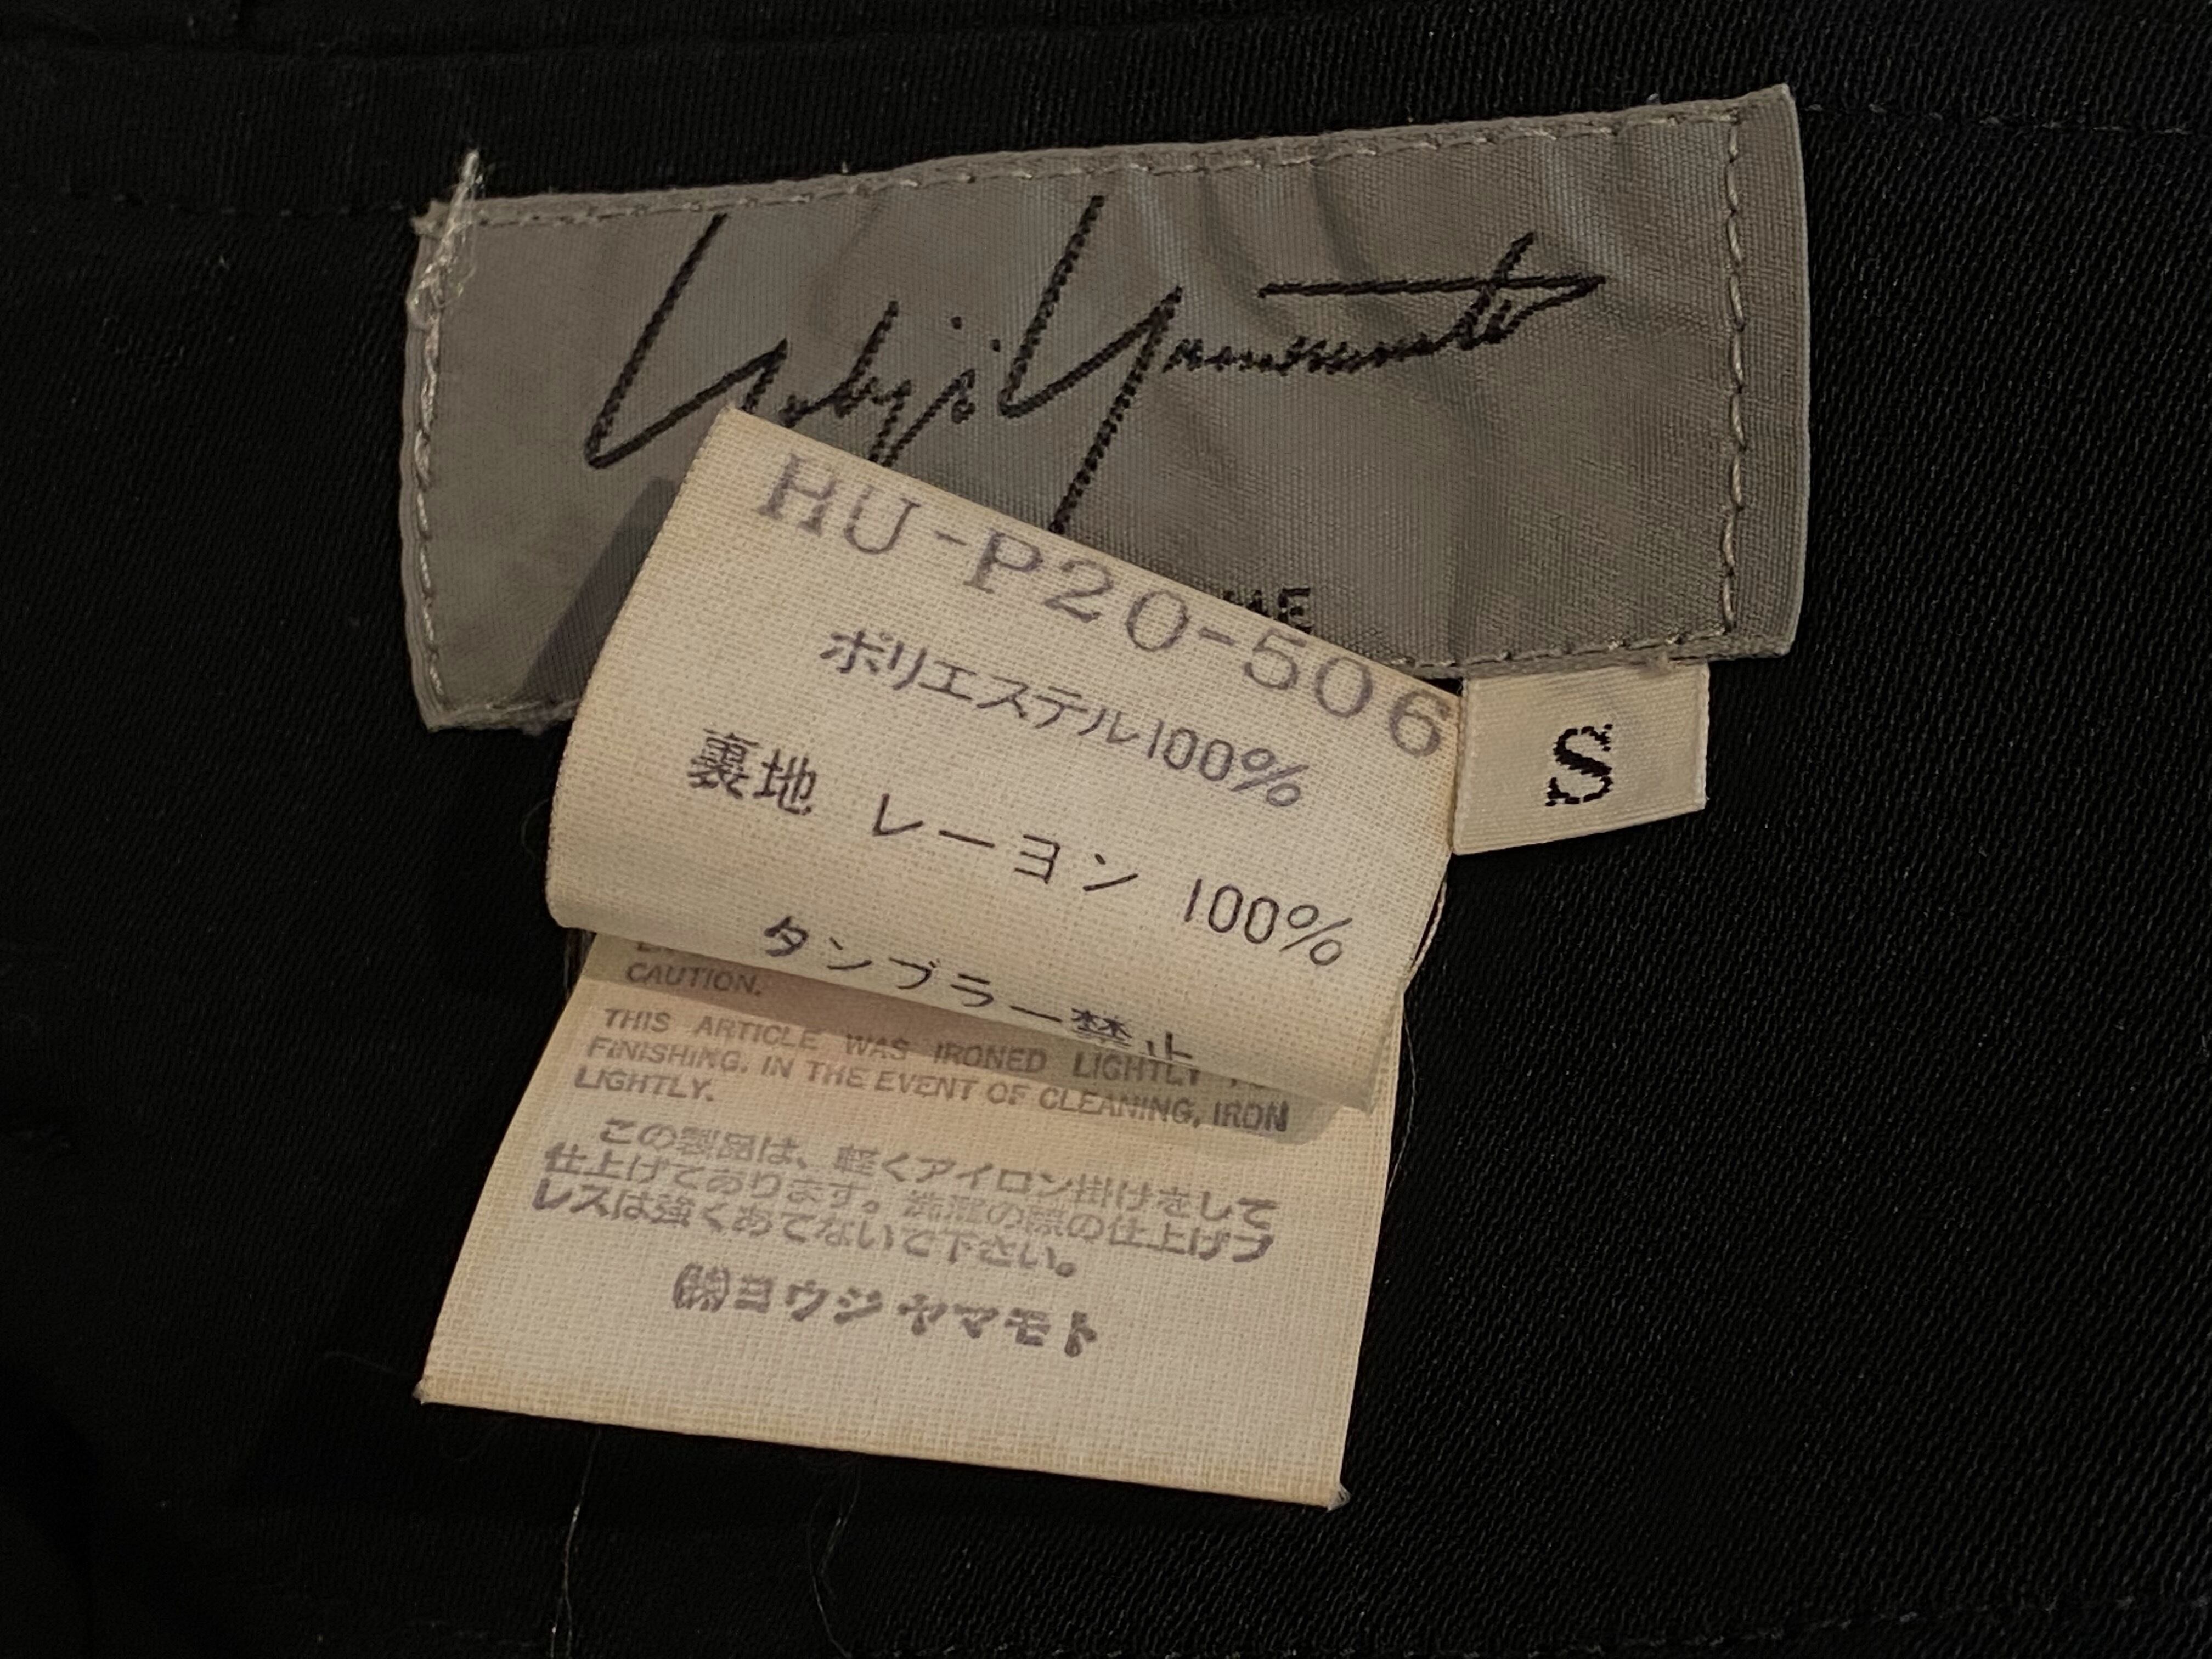 Yohji Yamamoto
HU-P20-506
ポリエステル100%
裏地 レーヨン 100%
タンブラー禁止
S
CAUTION.
THIS ARTICLE WAS IRONED LIGHTLY
FINISHING. IN THE EVENT OF CLEANING, IRON
LIGHTLY.
この製品は、軽くアイロン掛けをして
仕上げております。洗濯の際の仕上げプ
レスは強くあてないで下さい。
㈱ヨウジ ヤマモト